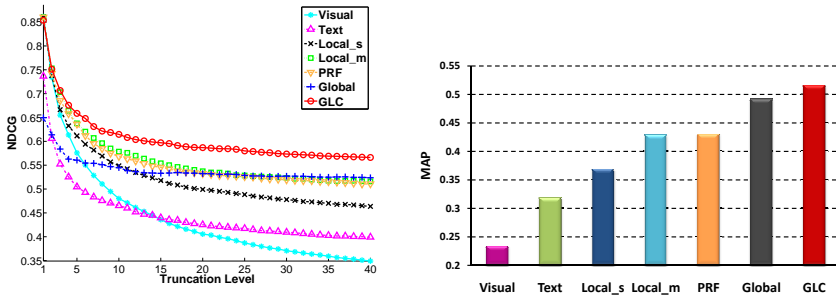 0.85
0.8
0.75
0.7
0.65
0.6
0.55
0.5
0.45
0.4
0.35
NDCG
1 5 10 20 30 40
Truncation Level
Visual
Text
Local_s
Local_m
PRF
Global
GLC
0.55
0.5
0.45
0.4
0.35
0.3
0.25
0.2
MAP
Visual Text Local_s Local_m PRF Global GLC